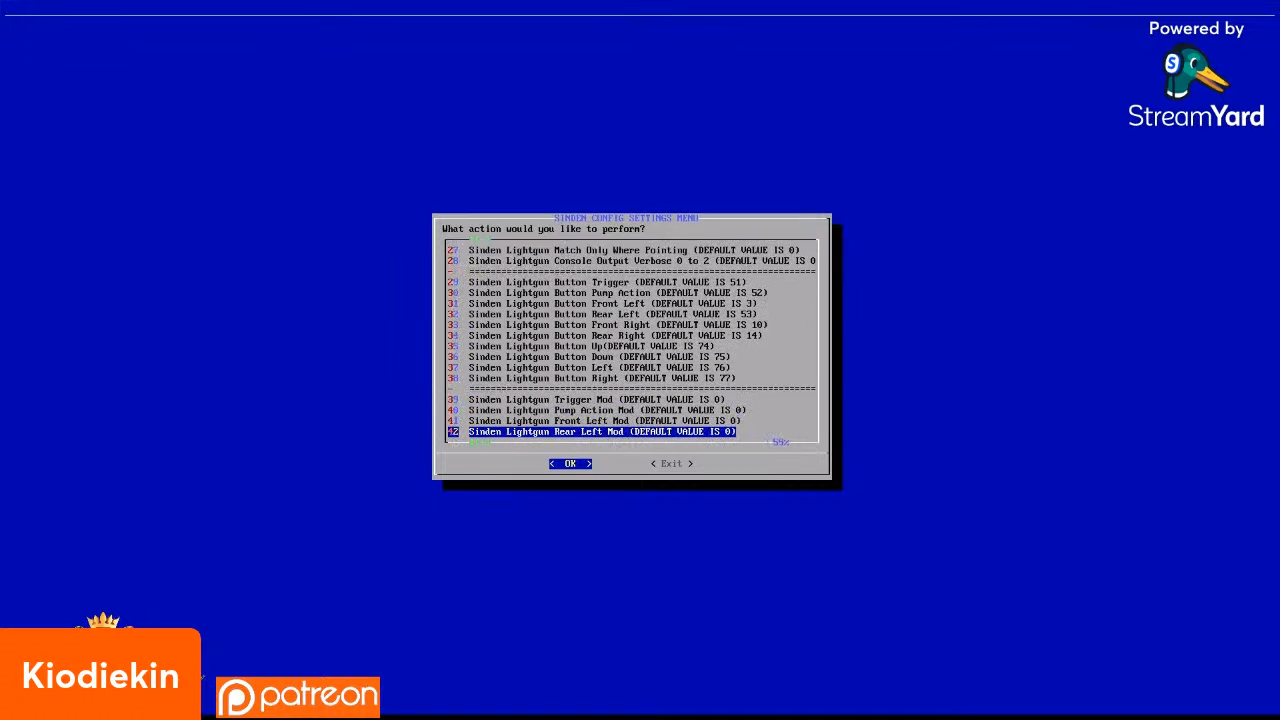 Powered by
StreamYard
SINDEN CONFIG SETTINGS MENU
What action would you like to perform?
27 Sinden Lightgun Match Only Where Pointing (DEFAULT VALUE IS 0)
28 Sinden Lightgun Console Output Verbose 0 to 2 (DEFAULT VALUE IS 0
- =================================================================
29 Sinden Lightgun Button Trigger (DEFAULT VALUE IS 51)
30 Sinden Lightgun Button Pump Action (DEFAULT VALUE IS 52)
31 Sinden Lightgun Button Front Left (DEFAULT VALUE IS 3)
32 Sinden Lightgun Button Rear Left (DEFAULT VALUE IS 53)
33 Sinden Lightgun Button Front Right (DEFAULT VALUE IS 10)
34 Sinden Lightgun Button Rear Right (DEFAULT VALUE IS 14)
35 Sinden Lightgun Button Up(DEFAULT VALUE IS 74)
36 Sinden Lightgun Button Down (DEFAULT VALUE IS 75)
37 Sinden Lightgun Button Left (DEFAULT VALUE IS 76)
38 Sinden Lightgun Button Right (DEFAULT VALUE IS 77)
- =================================================================
39 Sinden Lightgun Trigger Mod (DEFAULT VALUE IS 0)
40 Sinden Lightgun Pump Action Mod (DEFAULT VALUE IS 0)
41 Sinden Lightgun Front Left Mod (DEFAULT VALUE IS 0)
42 Sinden Lightgun Rear Left Mod (DEFAULT VALUE IS 0)
59%
< OK > < Exit >
Kiodiekin
patreon